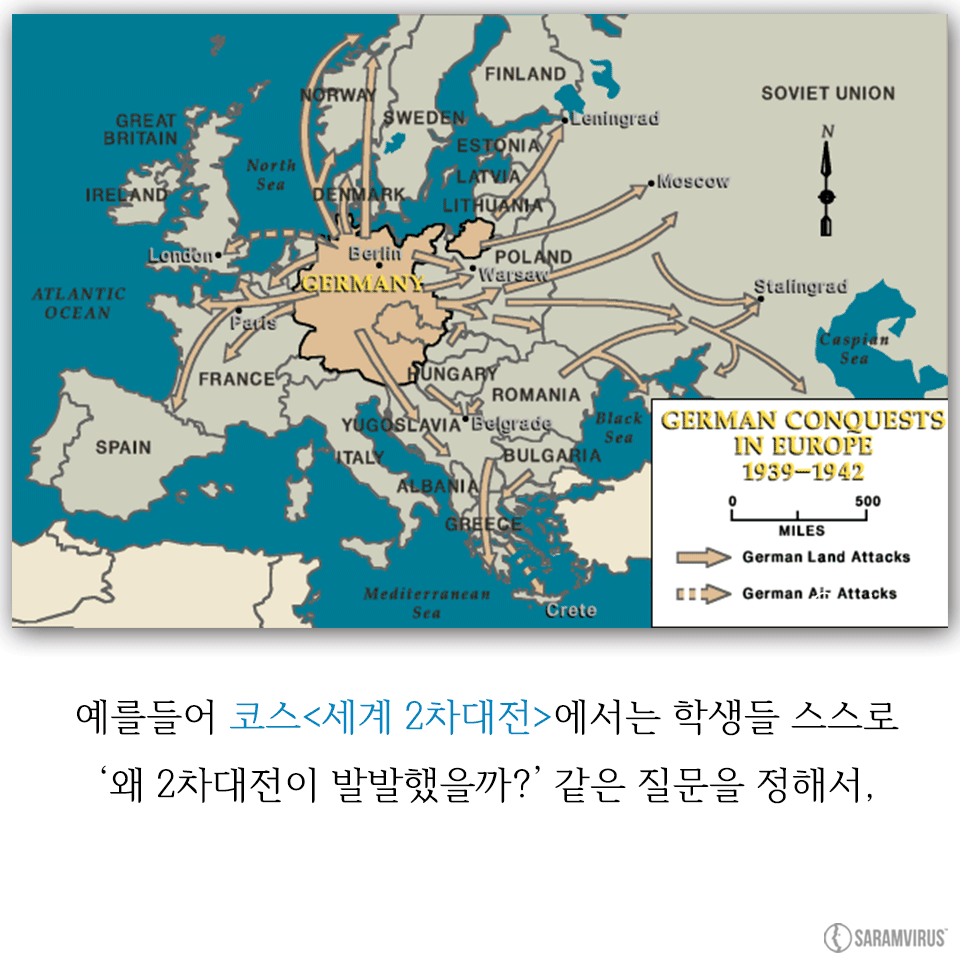 FINLAND
SOVIET UNION
NORWAY
SWEDEN
Leningrad
GREAT
BRITAIN
N
ESTONIA
North
Sea
LATVIA
Moscow
IRELAND
DENMARK
LITHUANIA
London
Berlin
POLAND
Warsaw
GERMANY
Stalingrad
ATLANTIC
OCEAN
Paris
Caspian
Sea
FRANCE
HUNGARY
ROMANIA
Black
Sea
YUGOSLAVIA
Belgrade
SPAIN
ITALY
BULGARIA
ALBANIA
GREECE
Mediterranean
Sea
Crete
GERMAN CONQUESTS
IN EUROPE
1939–1942
0 500
MILES
German Land Attacks
German Air Attacks
예를들어 코스<세계 2차대전>에서는 학생들 스스로
‘왜 2차대전이 발발했을까?’ 같은 질문을 정해서,
SARAMVIRUS™